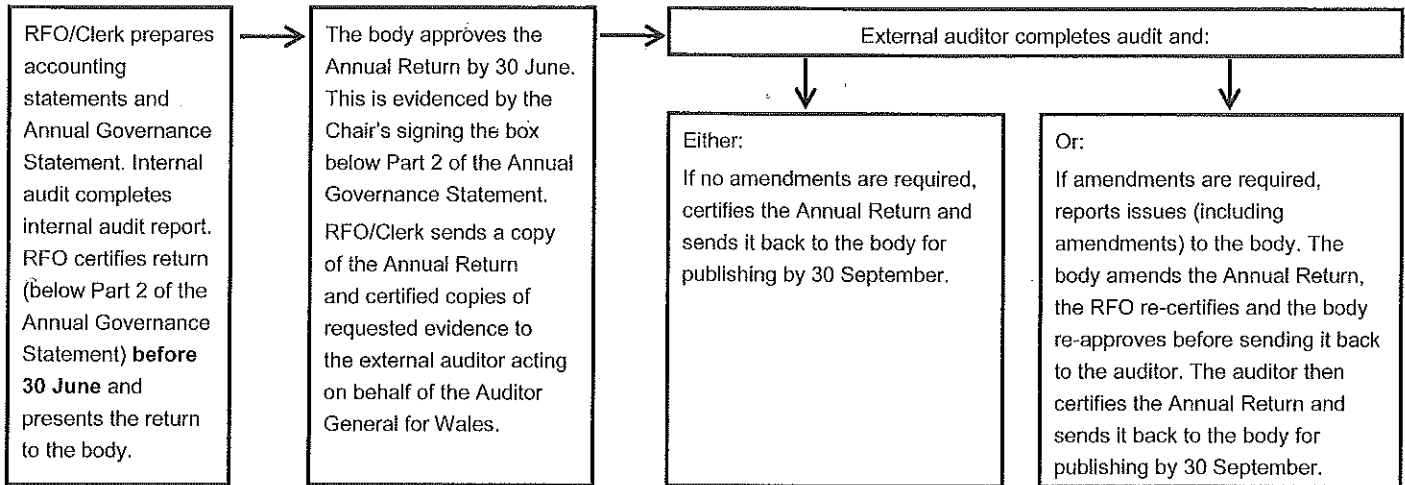 RFO/Clerk prepares
accounting
statements and
Annual Governance
Statement. Internal
audit completes
internal audit report.
RFO certifies return
(below Part 2 of the
Annual Governance
Statement) before
30 June and
presents the return
to the body.
The body approves the
Annual Return by 30 June.
This is evidenced by the
Chair's signing the box
below Part 2 of the Annual
Governance Statement.
RFO/Clerk sends a copy
of the Annual Return
and certified copies of
requested evidence to
the external auditor acting
on behalf of the Auditor
General for Wales.
External auditor completes audit and:
Either:
If no amendments are required,
certifies the Annual Return and
sends it back to the body for
publishing by 30 September.
Or:
If amendments are required,
reports issues (including
amendments) to the body. The
body amends the Annual Return,
the RFO re-certifies and the body
re-approves before sending it back
to the auditor. The auditor then
certifies the Annual Return and
sends it back to the body for
publishing by 30 September.